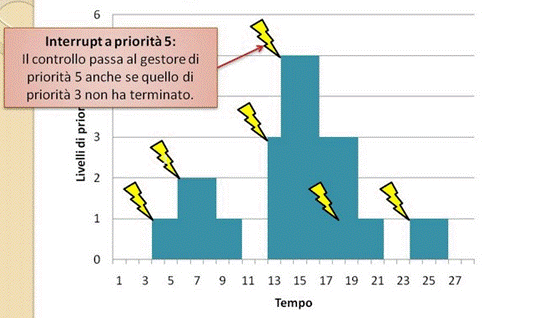 6
Interrupt a priorità 5:
Il controllo passa al gestore di
priorità 5 anche se quello di
priorità 3 non ha terminato.
Livelli di
3
2
1
0
1 3 5 7 9 11 13 15 17 19 21 23 25 27
Tempo